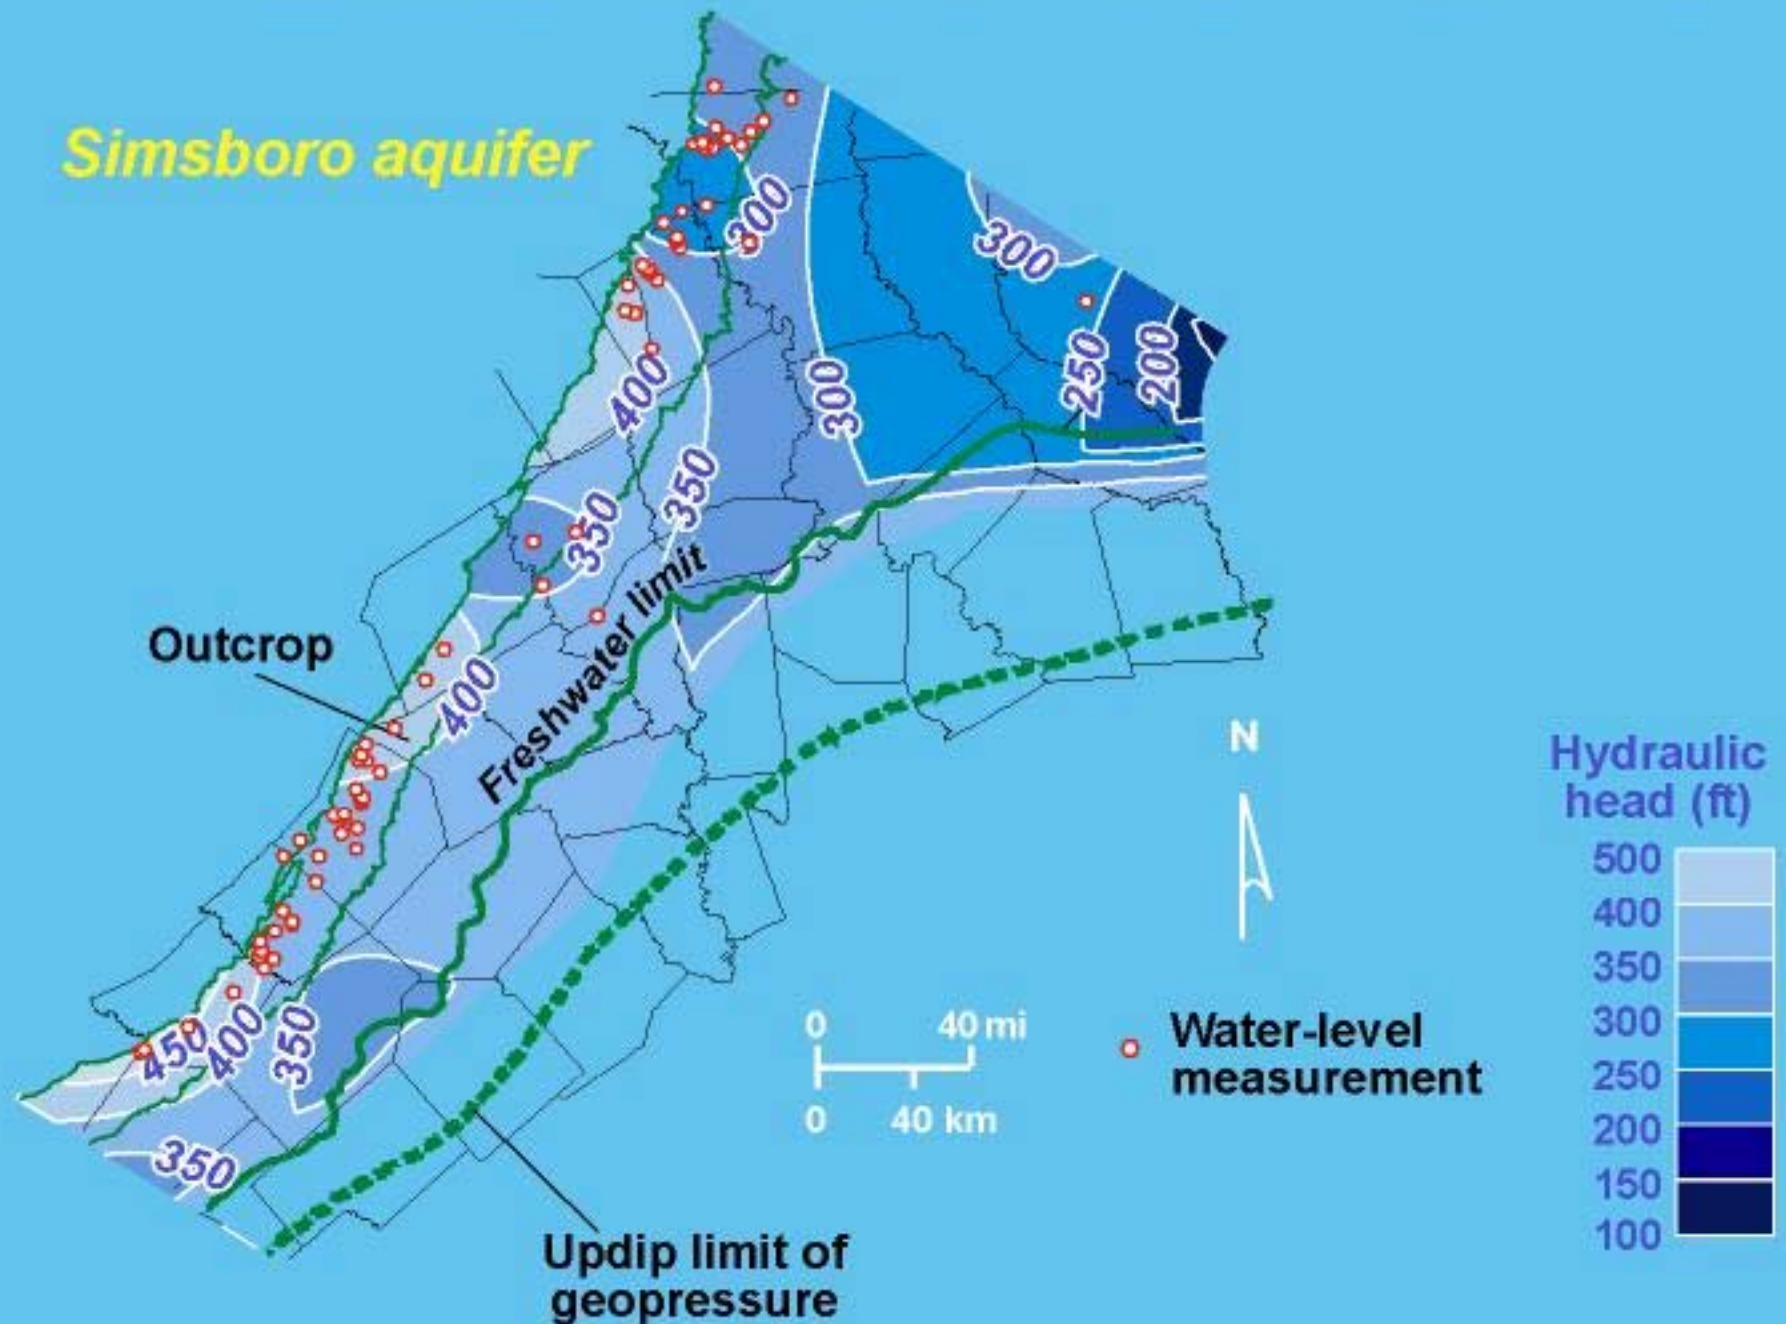 Simsboro aquifer
300
300
400
300
250
200
350
350
Freshwater limit
Outcrop
400
N
Hydraulic
head (ft)
500
400
350
300
250
200
150
100
450
400
350
350
0 40 mi
0 40 km
Water-level
measurement
Updip limit of
geopressure